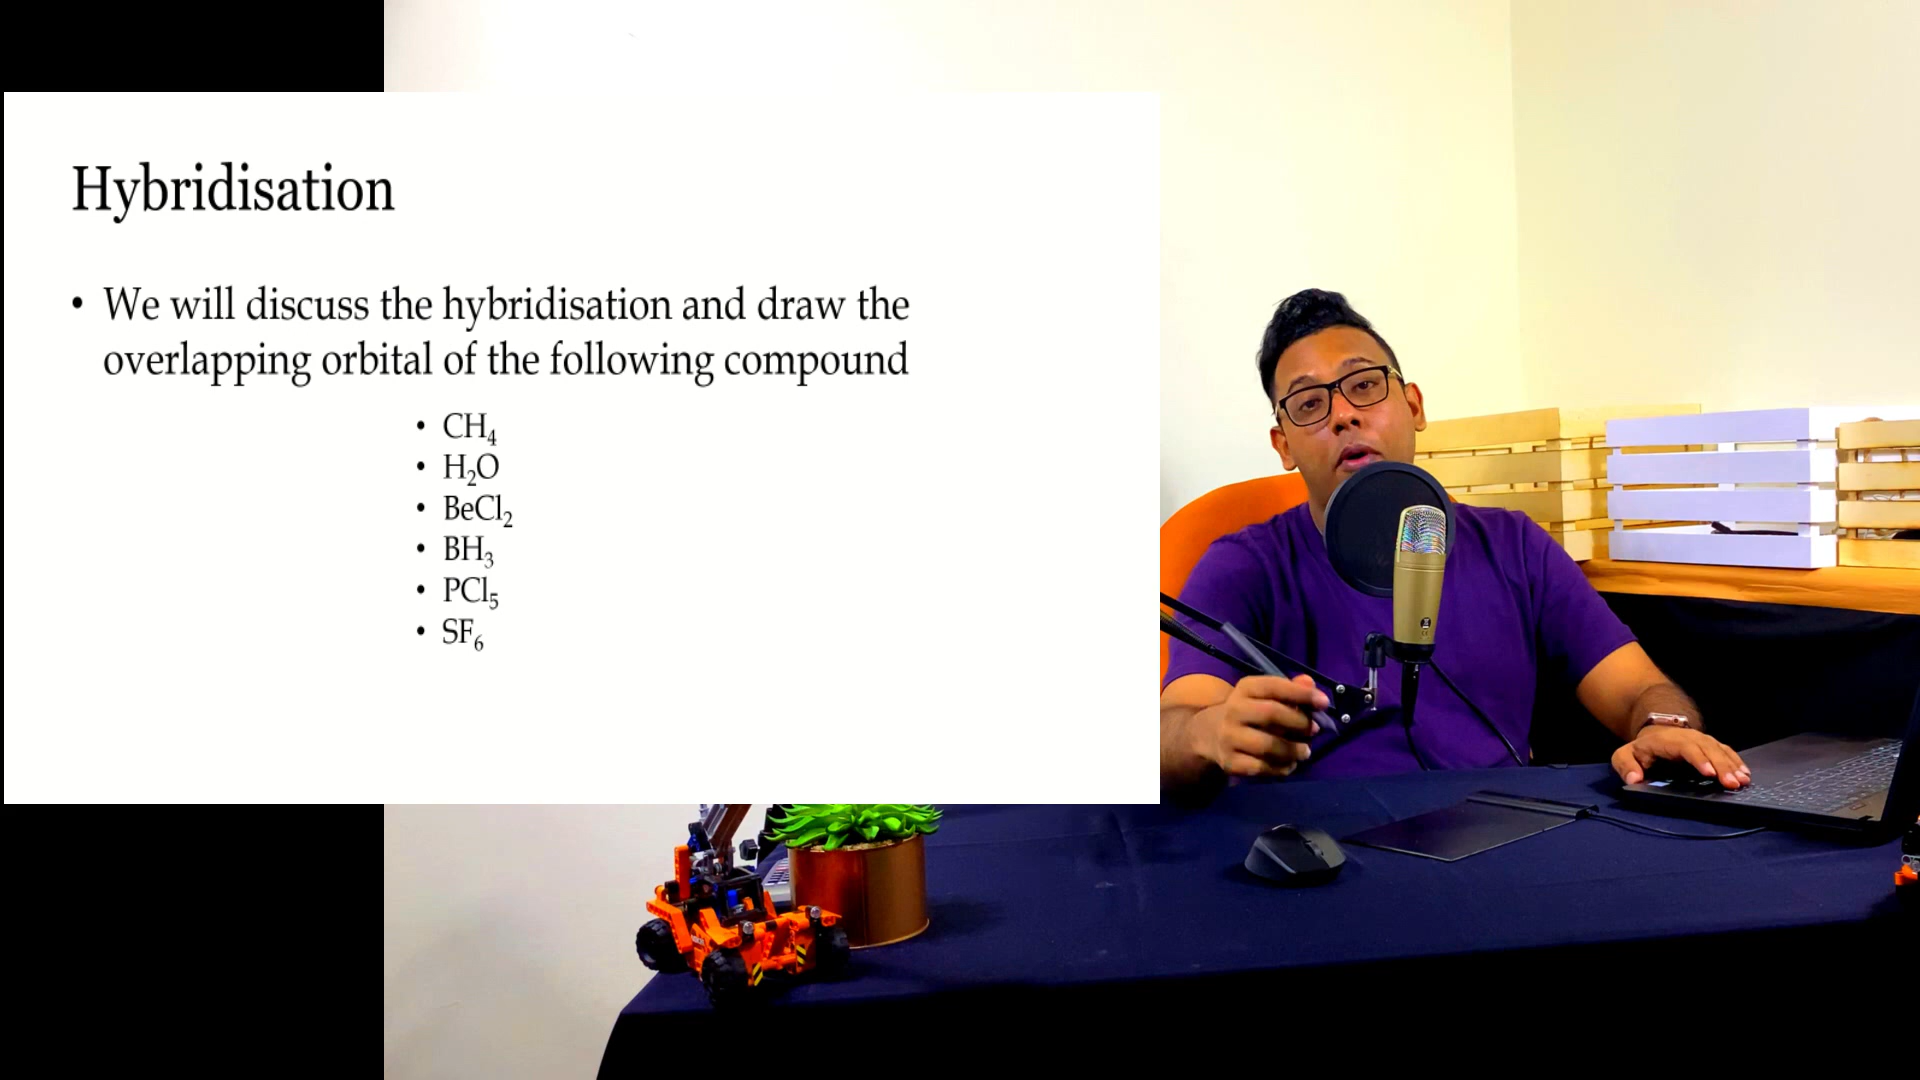 Hybridisation
• We will discuss the hybridisation and draw the
overlapping orbital of the following compound
• CH₄
• H₂O
• BeCl₂
• BH₃
• PCl₅
• SF₆